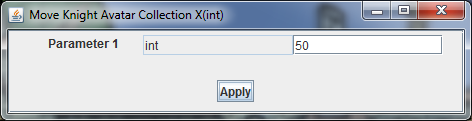 Move Knight Avatar Collection X(int)
Parameter 1 int 50
Apply